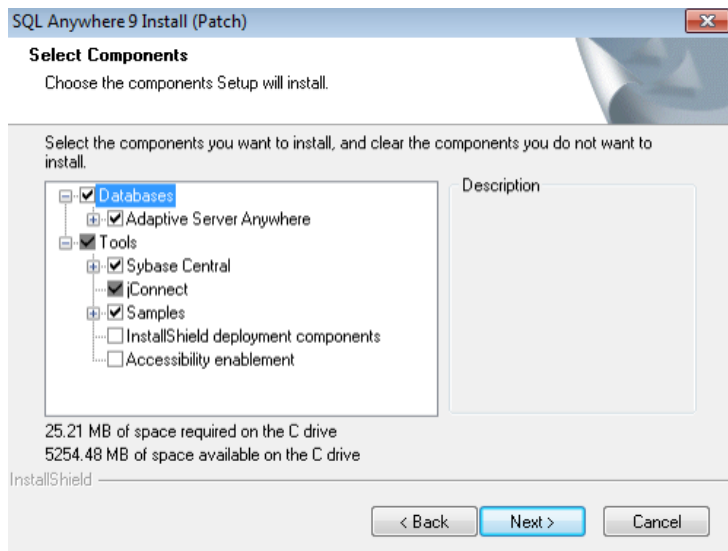 SQL Anywhere 9 Install (Patch)
Select Components
Choose the components Setup will install.
Select the components you want to install, and clear the components you do not want to
install.
Databases
Adaptive Server Anywhere
Tools
Sybase Central
jConnect
Samples
InstallShield deployment components
Accessibility enablement
Description
25.21 MB of space required on the C drive
5254.48 MB of space available on the C drive
InstallShield
< Back
Next >
Cancel